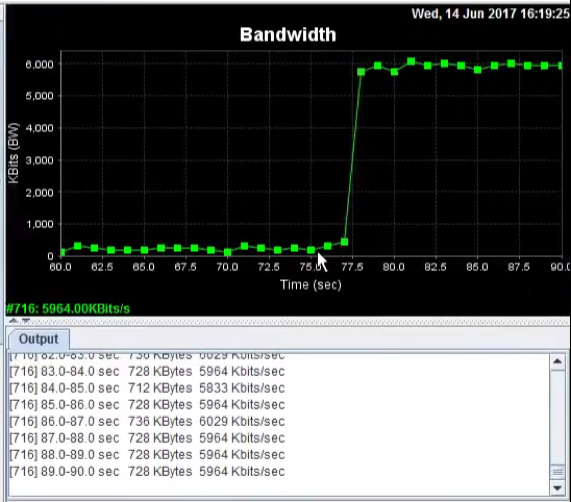 Wed, 14 Jun 2017 16:19:25
Bandwidth
KBits (BW)
6,000
5,000
4,000
3,000
2,000
1,000
0
60.0 62.5 65.0 67.5 70.0 72.5 75.0 77.5 80.0 82.5 85.0 87.5 90.0
Time (sec)
#716: 5964.00KBits/s
Output
[716] 82.0-83.0 sec 736 KBytes 6029 Kbits/sec
[716] 83.0-84.0 sec 728 KBytes 5964 Kbits/sec
[716] 84.0-85.0 sec 712 KBytes 5833 Kbits/sec
[716] 85.0-86.0 sec 728 KBytes 5964 Kbits/sec
[716] 86.0-87.0 sec 736 KBytes 6029 Kbits/sec
[716] 87.0-88.0 sec 728 KBytes 5964 Kbits/sec
[716] 88.0-89.0 sec 728 KBytes 5964 Kbits/sec
[716] 89.0-90.0 sec 728 KBytes 5964 Kbits/sec